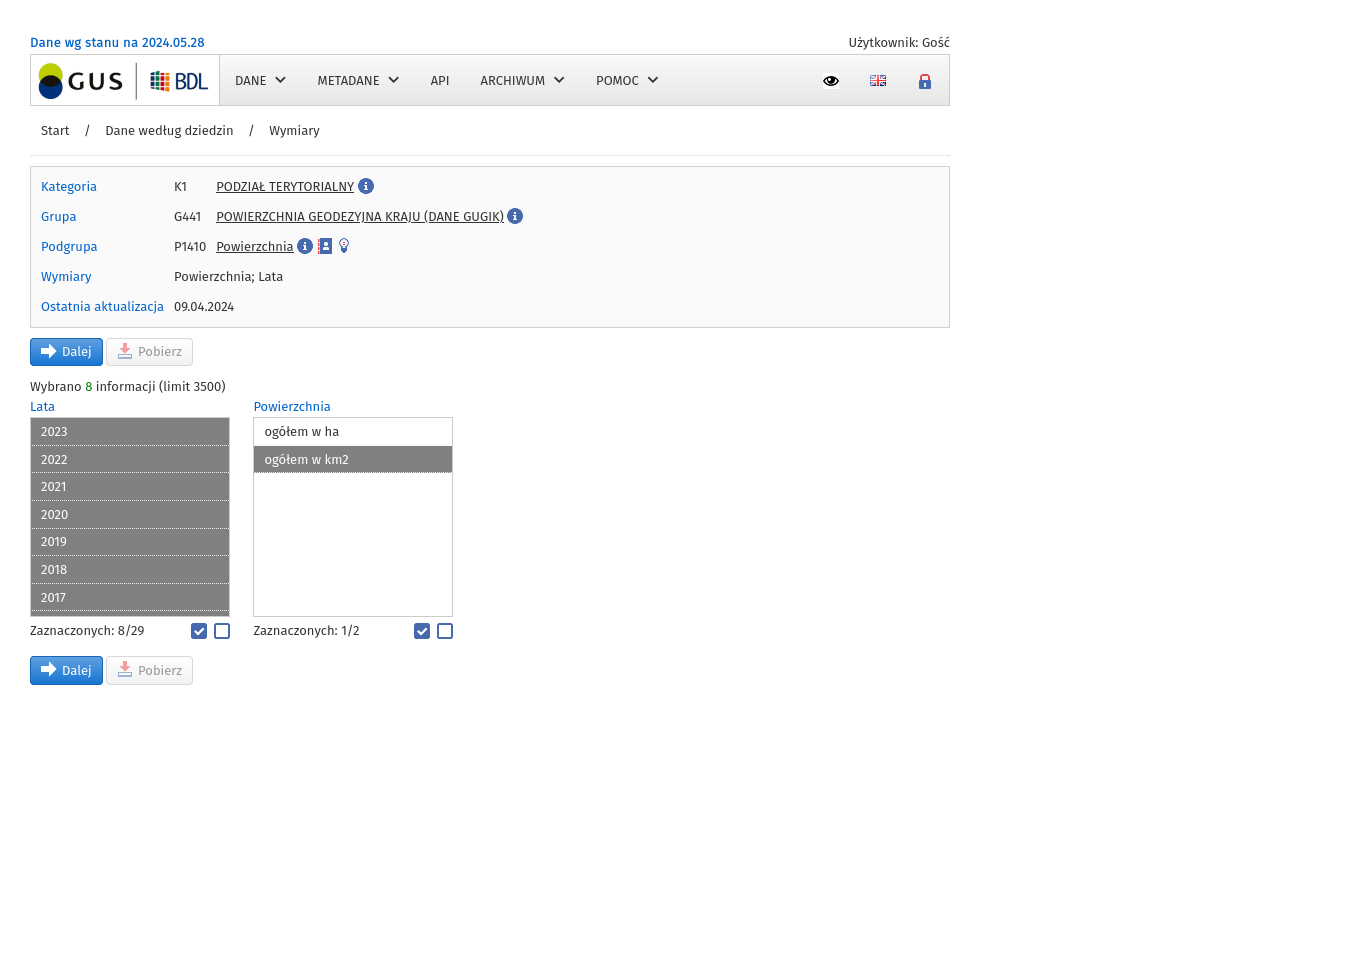 Dane wg stanu na 2024.05.28 Użytkownik: Gość
GUS BDL DANE METADANE API ARCHIWUM POMOC
Start / Dane według dziedzin / Wymiary
Kategoria K1 PODZIAŁ TERYTORIALNY
Grupa G441 POWIERZCHNIA GEODEZYJNA KRAJU (DANE GUGIK)
Podgrupa P1410 Powierzchnia
Wymiary Powierzchnia; Lata
Ostatnia aktualizacja 09.04.2024
Dalej Pobierz
Wybrano 8 informacji (limit 3500)
Lata Powierzchnia
2023 ogółem w ha
2022 ogółem w km2
2021
2020
2019
2018
2017
Zaznaczonych: 8/29 Zaznaczonych: 1/2
Dalej Pobierz